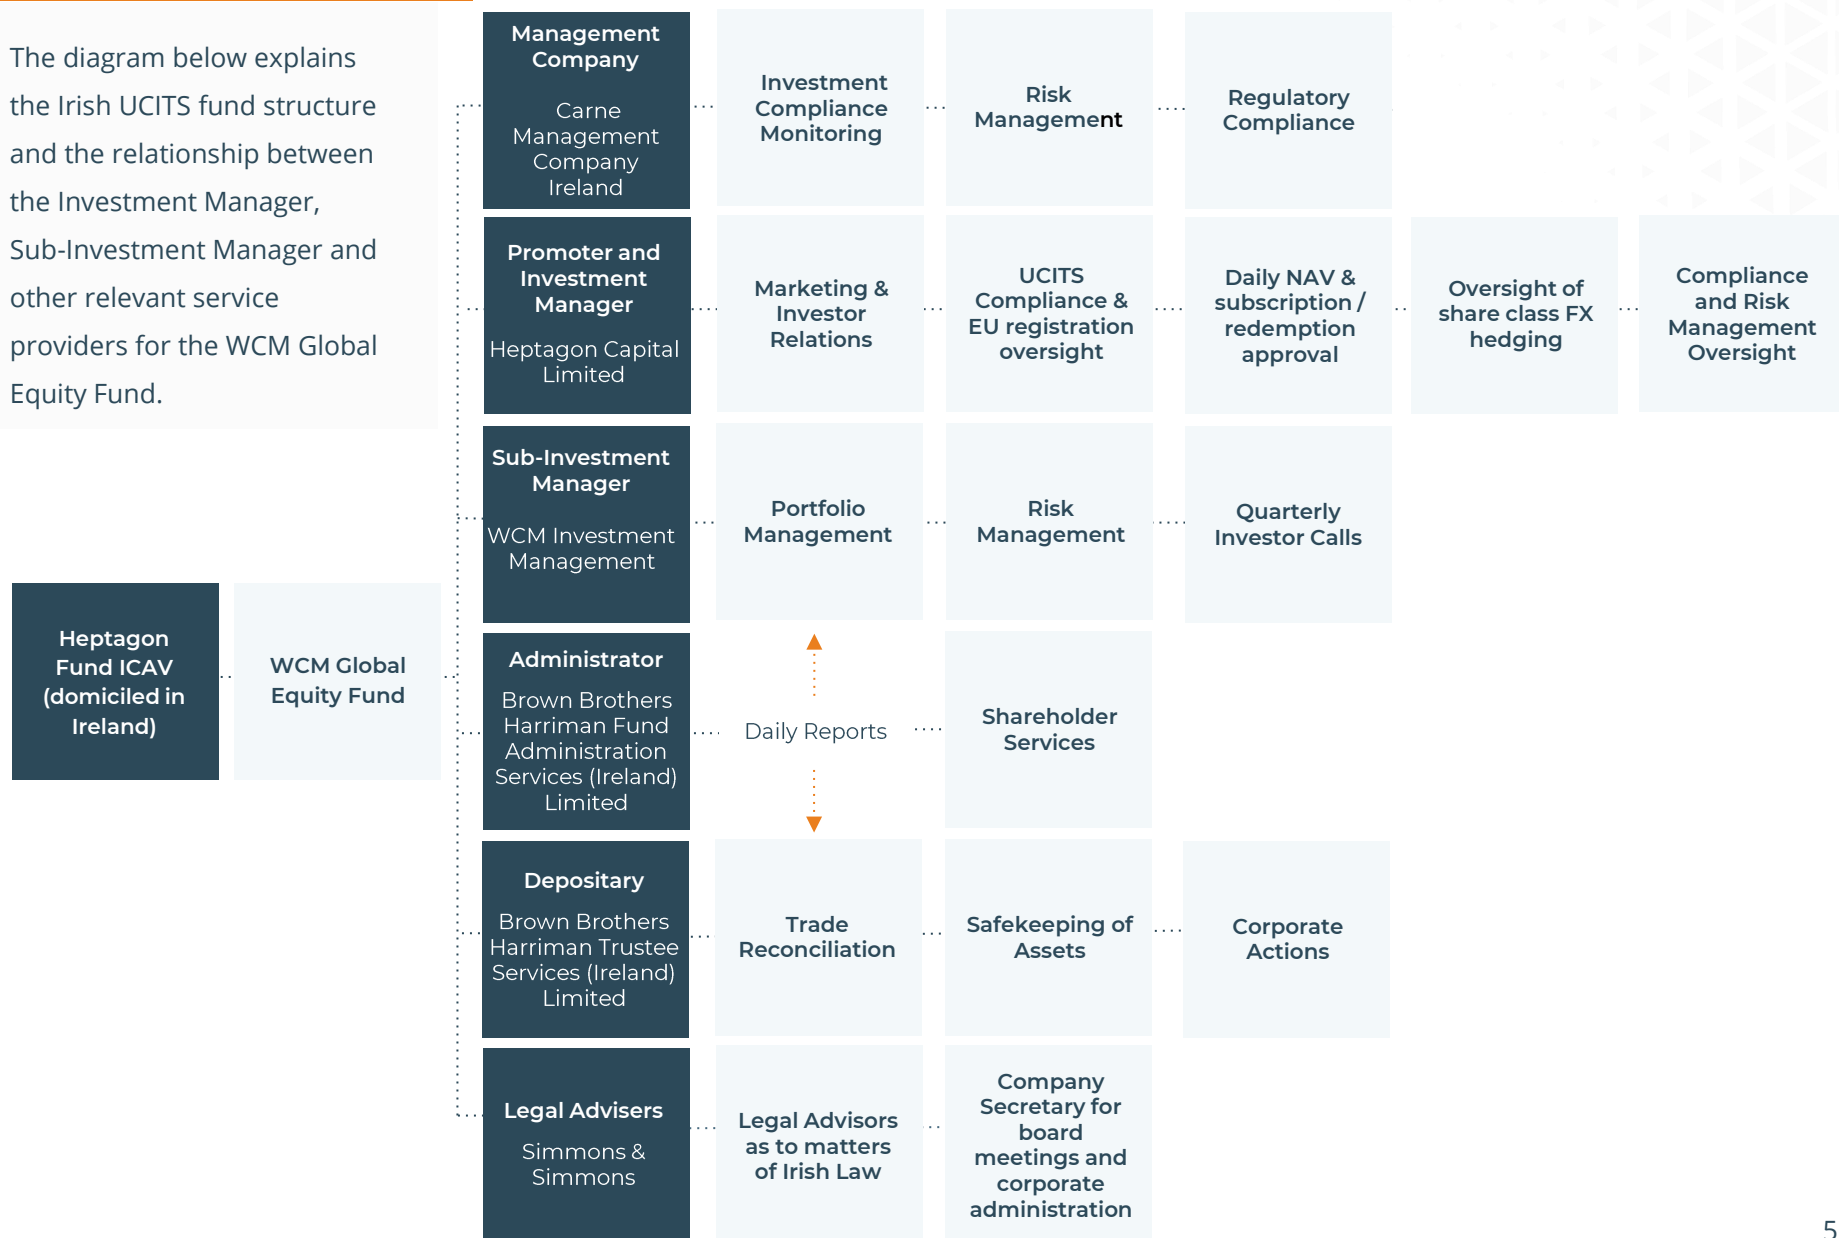 The diagram below explains
the Irish UCITS fund structure
and the relationship between
the Investment Manager,
Sub-Investment Manager and
other relevant service
providers for the WCM Global
Equity Fund.
Heptagon
Fund ICAV
(domiciled in
Ireland)
WCM Global
Equity Fund
Management
Company
Carne
Management
Company
Ireland
Investment
Compliance
Monitoring
Risk
Management
Regulatory
Compliance
Promoter and
Investment
Manager
Heptagon Capital
Limited
Marketing &
Investor
Relations
UCITS
Compliance &
EU registration
oversight
Daily NAV &
subscription /
redemption
approval
Oversight of
share class FX
hedging
Compliance
and Risk
Management
Oversight
Sub-Investment
Manager
WCM Investment
Management
Portfolio
Management
Risk
Management
Quarterly
Investor Calls
Administrator
Brown Brothers
Harriman Fund
Administration
Services (Ireland)
Limited
Daily Reports
Shareholder
Services
Depositary
Brown Brothers
Harriman Trustee
Services (Ireland)
Limited
Trade
Reconciliation
Safekeeping of
Assets
Corporate
Actions
Legal Advisers
Simmons &
Simmons
Legal Advisors
as to matters
of Irish Law
Company
Secretary for
board
meetings and
corporate
administration
5